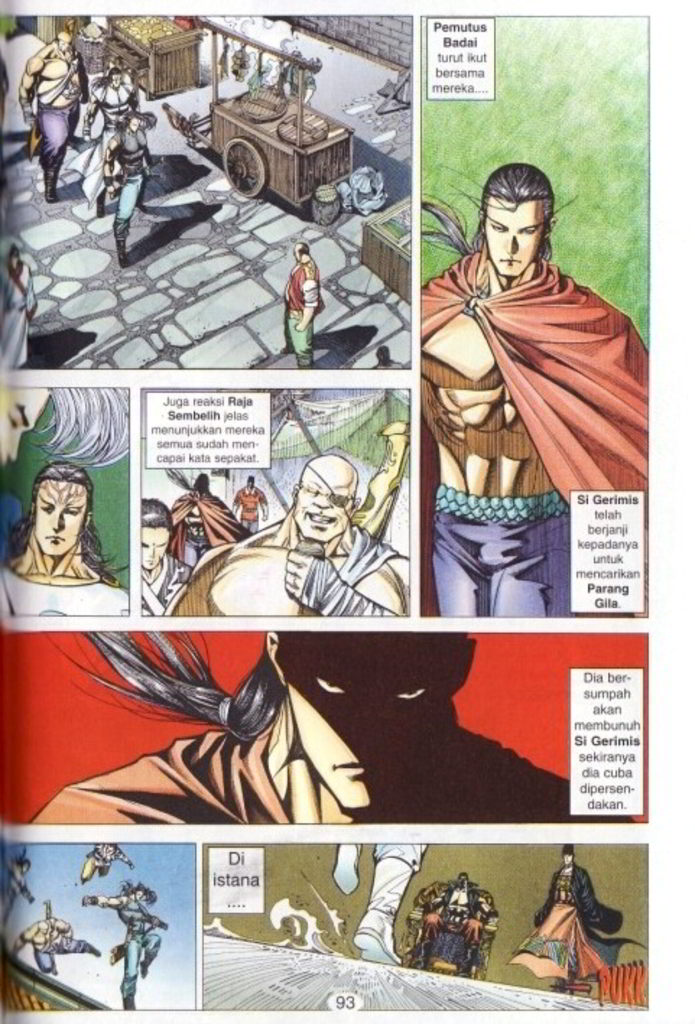 Pemutus
Badai
turut ikut
bersama
mereka....
Juga reaksi Raja
Sembelih jelas
menunjukkan mereka
semua sudah men-
capai kata sepakat.
Si Gerimis
telah
berjanji
kepadanya
untuk
mencarikan
Parang
Gila.
Dia ber-
sumpah
akan
membunuh
Si Gerimis
sekiranya
dia cuba
dipersen-
dakan.
Di
istana
....
PUKK
93